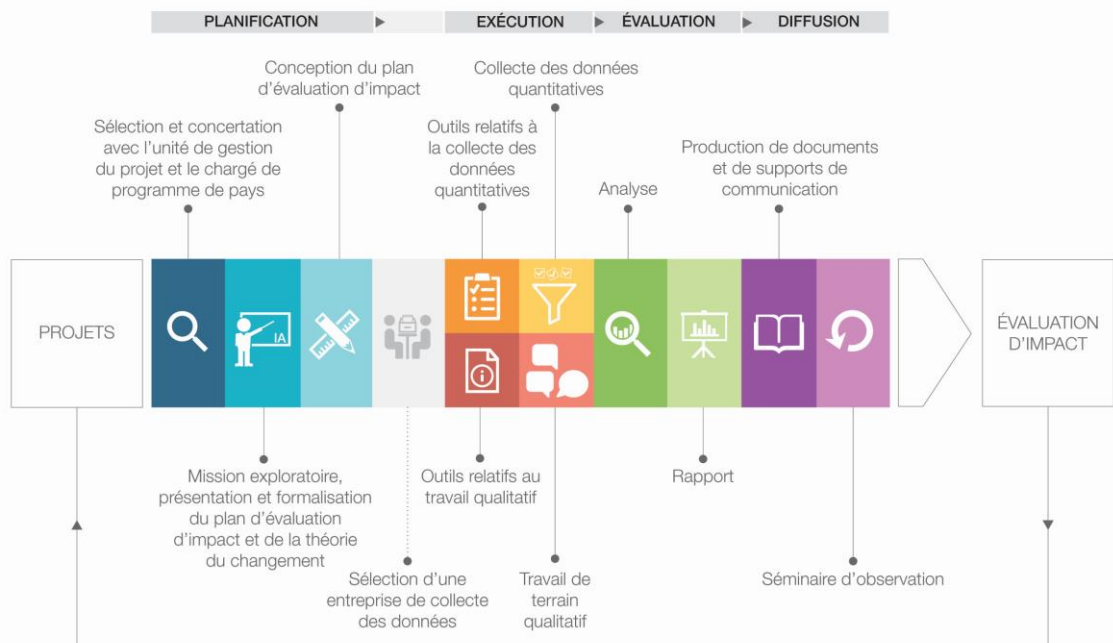 PLANIFICATION
EXÉCUTION
ÉVALUATION
DIFFUSION
Conception du plan
d'évaluation d'impact
Collecte des données
quantitatives
Sélection et concertation
avec l'unité de gestion
du projet et le chargé de
programme de pays
Outils relatifs à
la collecte des
données
quantitatives
Analyse
Production de documents
et de supports de
communication
PROJETS
IA
ÉVALUATION
D'IMPACT
Mission exploratoire,
présentation et formalisation
du plan d'évaluation
d'impact et de la théorie
du changement
Outils relatifs au
travail qualitatif
Rapport
Sélection d'une
entreprise de collecte
des données
Travail de
terrain
qualitatif
Séminaire d'observation